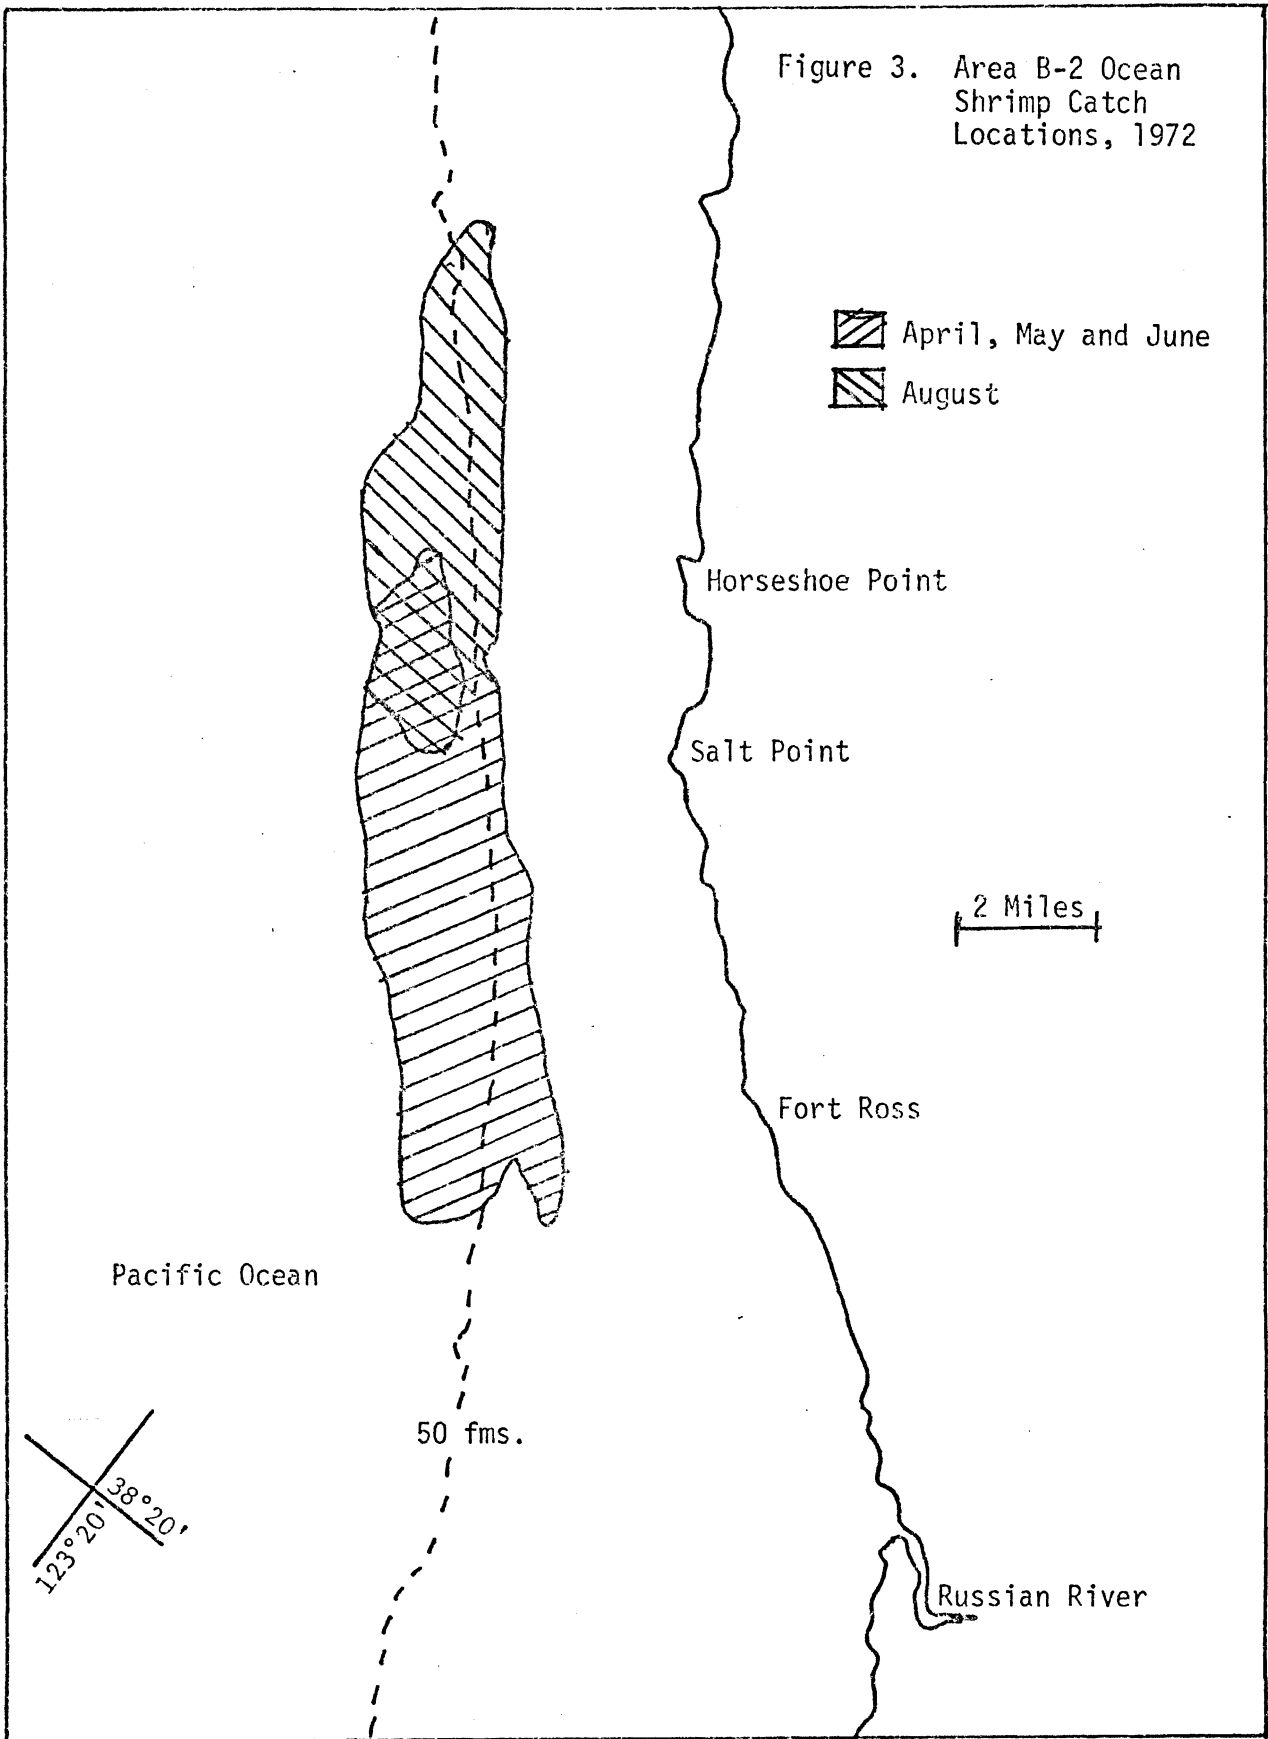 Figure 3. Area B-2 Ocean
Shrimp Catch
Locations, 1972
April, May and June
August
Horseshoe Point
Salt Point
2 Miles
Fort Ross
Pacific Ocean
50 fms.
38°20'
123°20'
Russian River